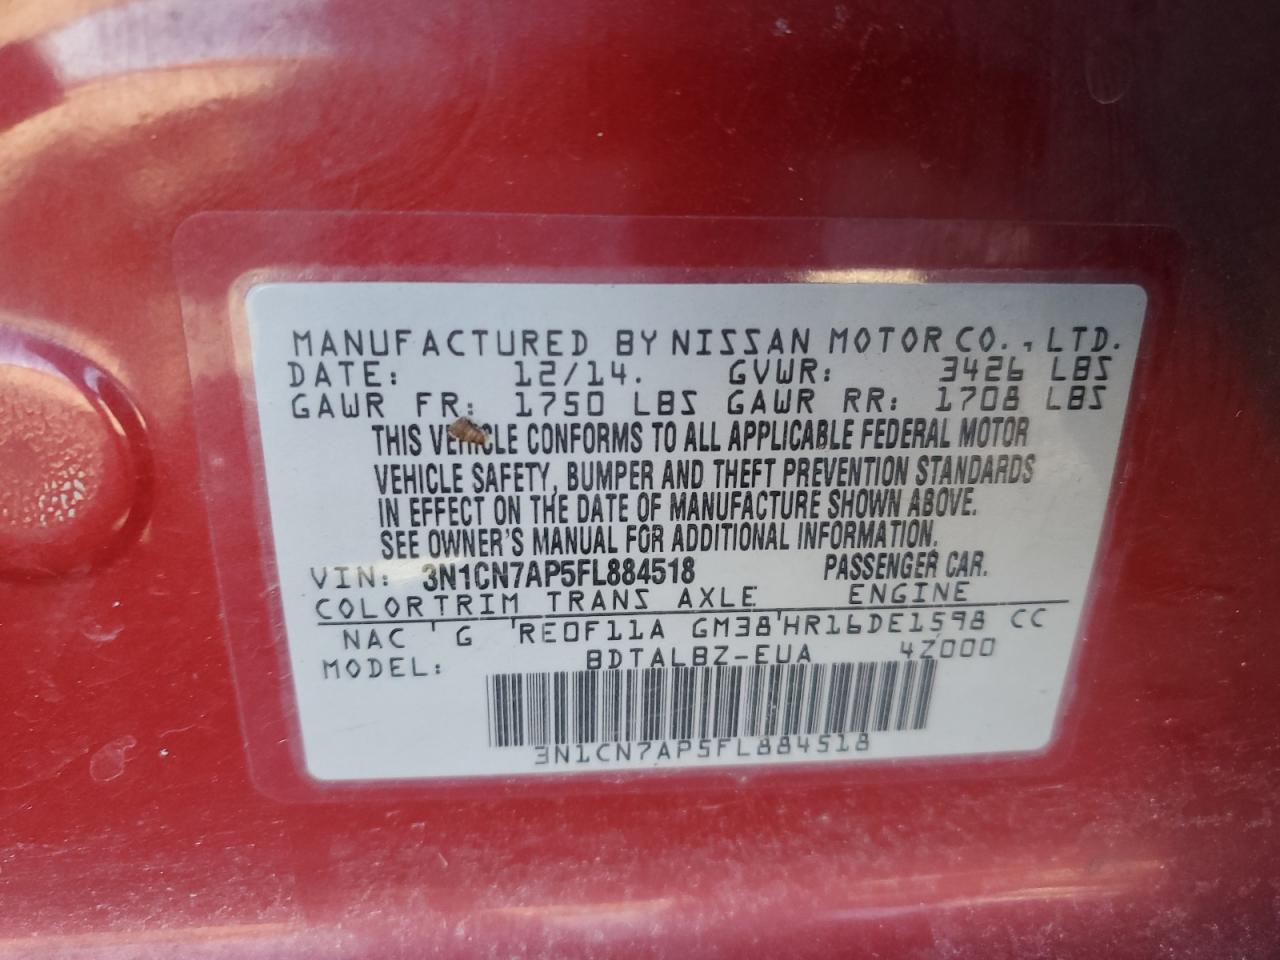 MANUFACTURED BY NISSAN MOTOR CO., LTD.
DATE: 12/14. GVWR: 3426 LBS
GAWR FR: 1750 LBS GAWR RR: 1708 LBS
THIS VEHICLE CONFORMS TO ALL APPLICABLE FEDERAL MOTOR
VEHICLE SAFETY, BUMPER AND THEFT PREVENTION STANDARDS
IN EFFECT ON THE DATE OF MANUFACTURE SHOWN ABOVE.
SEE OWNER'S MANUAL FOR ADDITIONAL INFORMATION.
VIN: 3N1CN7AP5FL884518 PASSENGER CAR.
COLOR TRIM TRANS AXLE ENGINE
NAC ' G 'RE0F11A GM38'HR16DE1598 CC
MODEL: BDTALBZ-EUA 4Z000
3N1CN7AP5FL884518